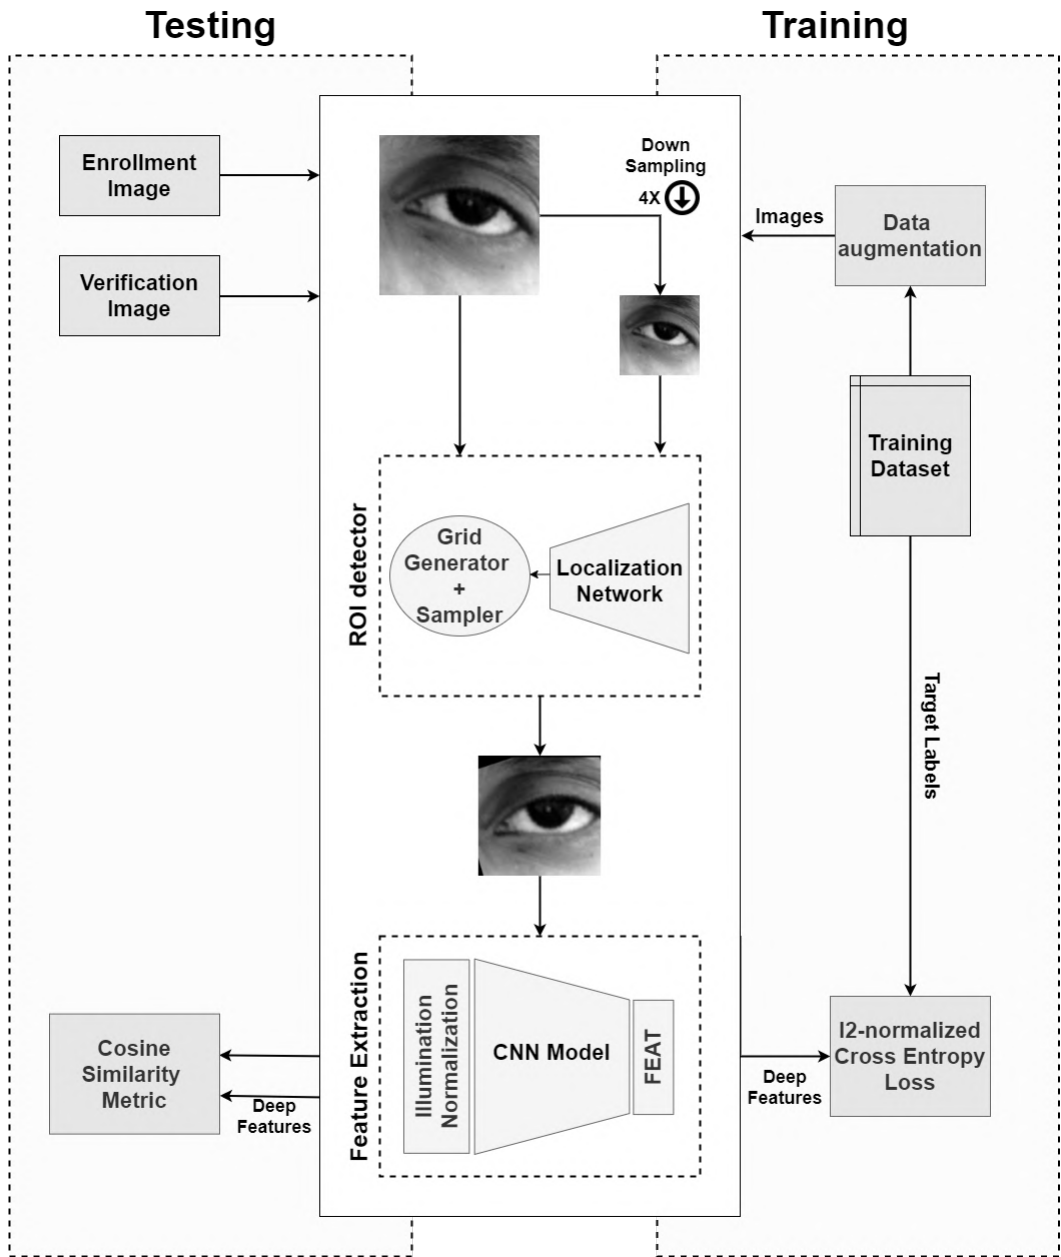 Testing
Training
Enrollment
Image
Down
Sampling
4X
Images
Data
augmentation
Verification
Image
Training
Dataset
ROI detector
Grid
Generator
+
Sampler
Localization
Network
Target Labels
Feature Extraction
Illumination
Normalization
CNN Model
FEAT
Cosine
Similarity
Metric
Deep
Features
Deep
Features
l2-normalized
Cross Entropy
Loss